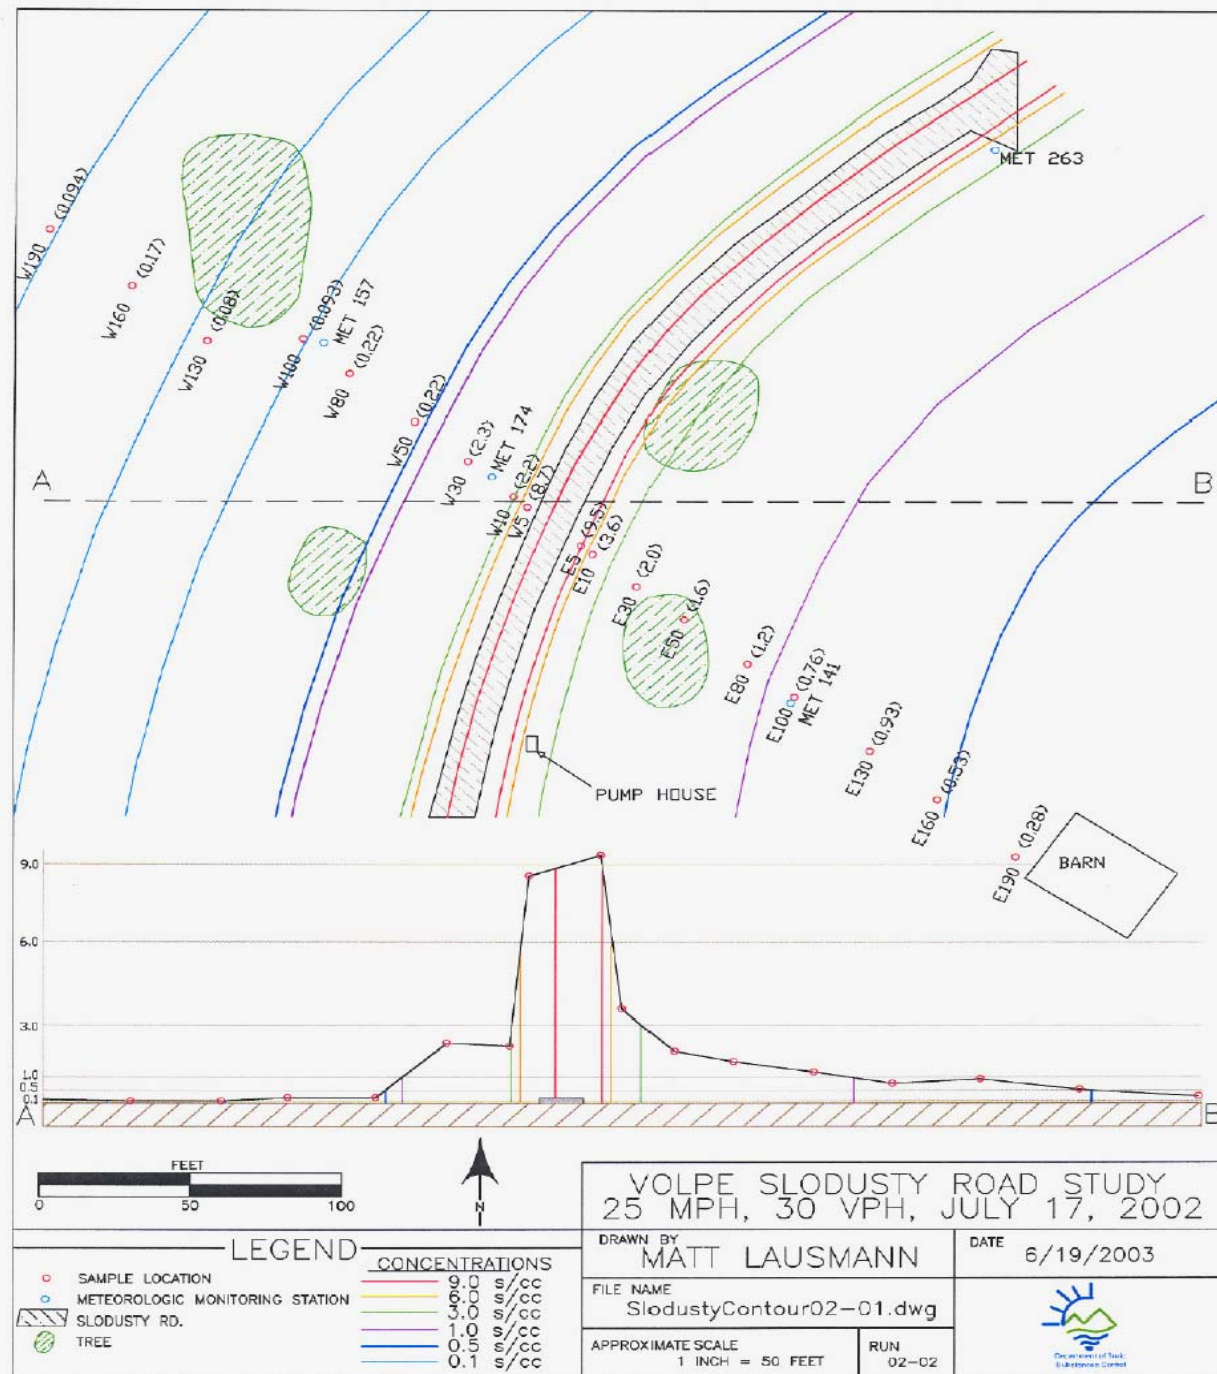 MET 263
W190 (0.094)
W160 (0.17)
W130 (0.08)
W100 (0.093)
MET 157
W80 (0.22)
W50 (0.22)
W30 (2.3)
MET 174
W10 (2.2)
W5 (8.7)
A
B
E5 (9.5)
E10 (3.6)
E30 (2.0)
E50 (1.6)
E80 (1.2)
E100 (0.76)
MET 141
E130 (0.93)
E160 (0.53)
E190 (0.28)
PUMP HOUSE
BARN
9.0
6.0
3.0
1.0
0.5
0.1
A
FEET
0 50 100
N
VOLPE SLODUSTY ROAD STUDY
25 MPH, 30 VPH, JULY 17, 2002
DRAWN BY
MATT LAUSMANN
DATE
6/19/2003
FILE NAME
SlodustyContour02-01.dwg
APPROXIMATE SCALE
1 INCH = 50 FEET
RUN
02-02
Department of Toxic
Substances Control
LEGEND
SAMPLE LOCATION
METEOROLOGIC MONITORING STATION
SLODUSTY RD.
TREE
CONCENTRATIONS
9.0 s/cc
6.0 s/cc
3.0 s/cc
1.0 s/cc
0.5 s/cc
0.1 s/cc